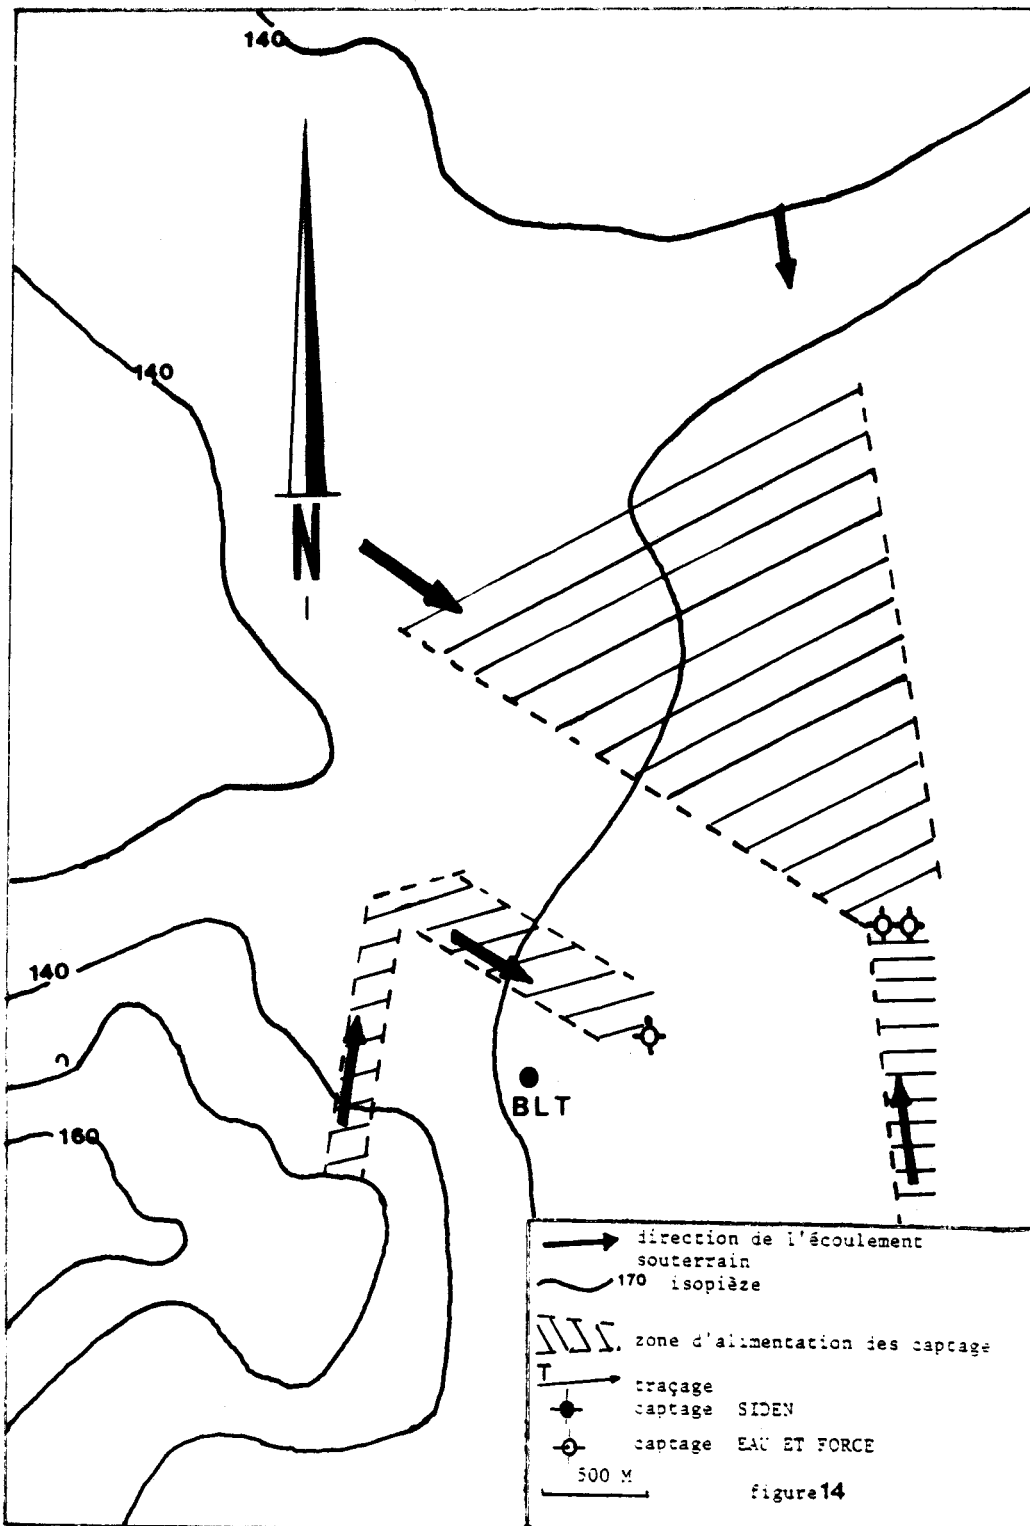 140
140
N
140
160
BLT
direction de l'écoulement
souterrain
170 isopièze
zone d'alimentation des captage
T
traçage
captage SIDEN
captage EAU ET FORCE
500 M
figure 14